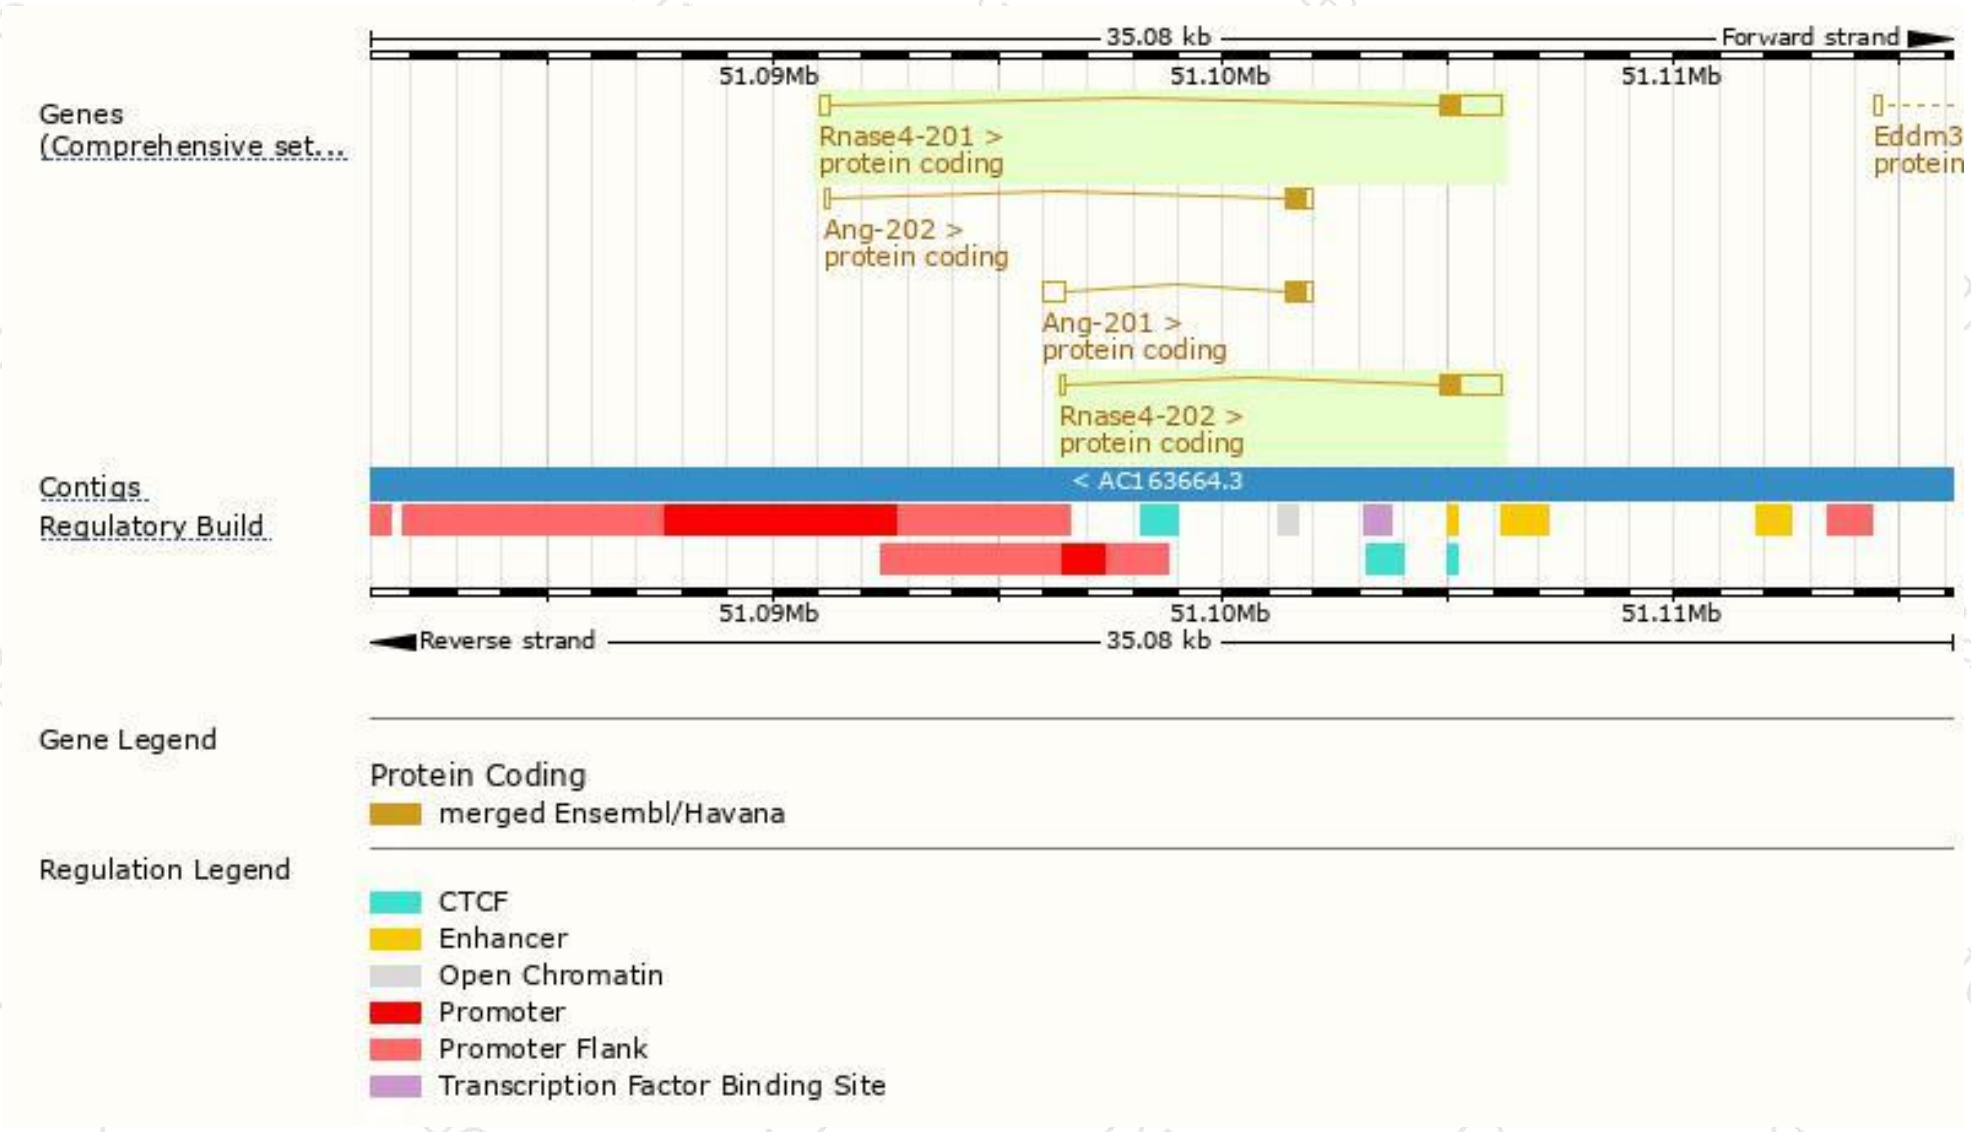 35.08 kb
Forward strand
51.09Mb 51.10Mb 51.11Mb
Genes
(Comprehensive set...
Rnase4-201 >
protein coding
Eddm3
protein
Ang-202 >
protein coding
Ang-201 >
protein coding
Rnase4-202 >
protein coding
Contigs
< AC163664.3
Regulatory Build
51.09Mb 51.10Mb 51.11Mb
Reverse strand
35.08 kb
Gene Legend
Protein Coding
merged Ensembl/Havana
Regulation Legend
CTCF
Enhancer
Open Chromatin
Promoter
Promoter Flank
Transcription Factor Binding Site